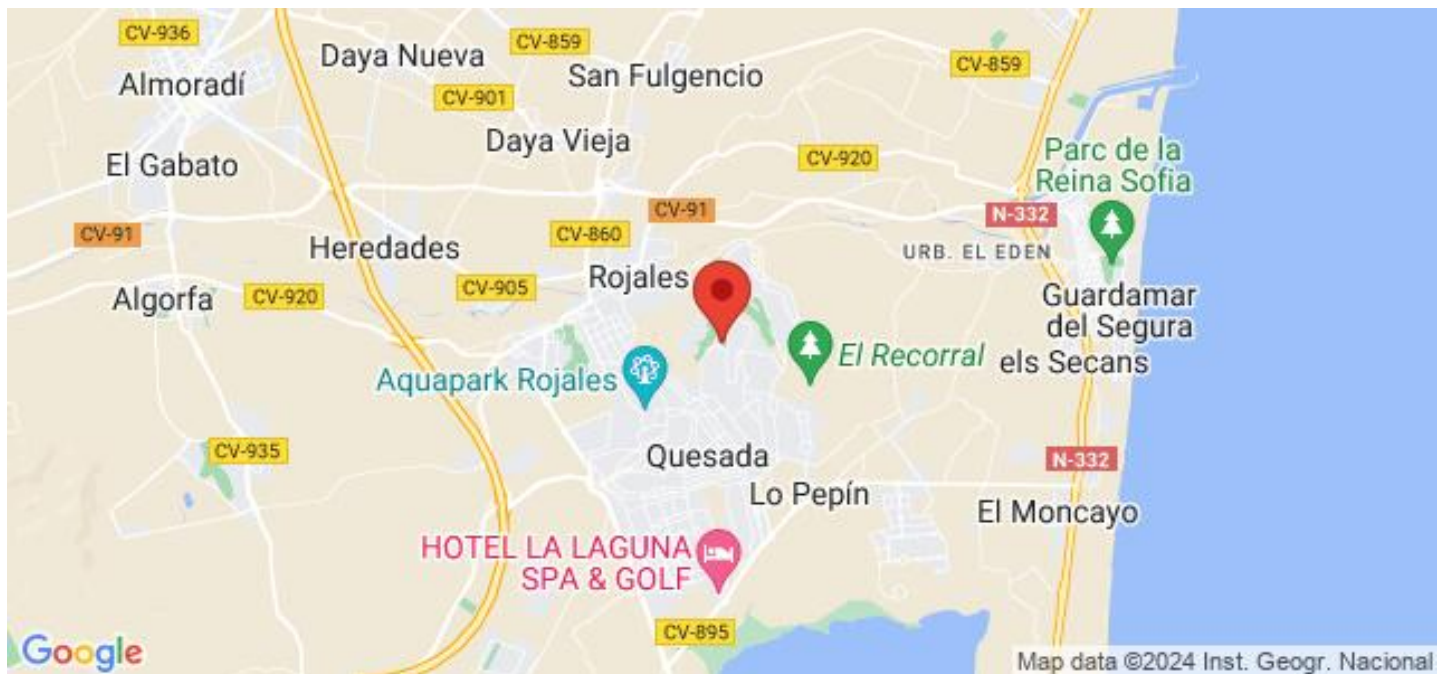 CV-936
Daya Nueva
CV-859
San Fulgencio
CV-859
Almoradí
CV-901
Daya Vieja
CV-920
Parc de la
Reina Sofia
El Gabato
CV-91
N-332
CV-91
Heredades
CV-860
URB. EL EDEN
Rojales
Algorfa
CV-920
CV-905
Guardamar
del Segura
El Recorral
els Secans
Aquapark Rojales
CV-935
Quesada
N-332
Lo Pepín
El Moncayo
HOTEL LA LAGUNA
SPA & GOLF
CV-895
Google
Map data ©2024 Inst. Geogr. Nacional